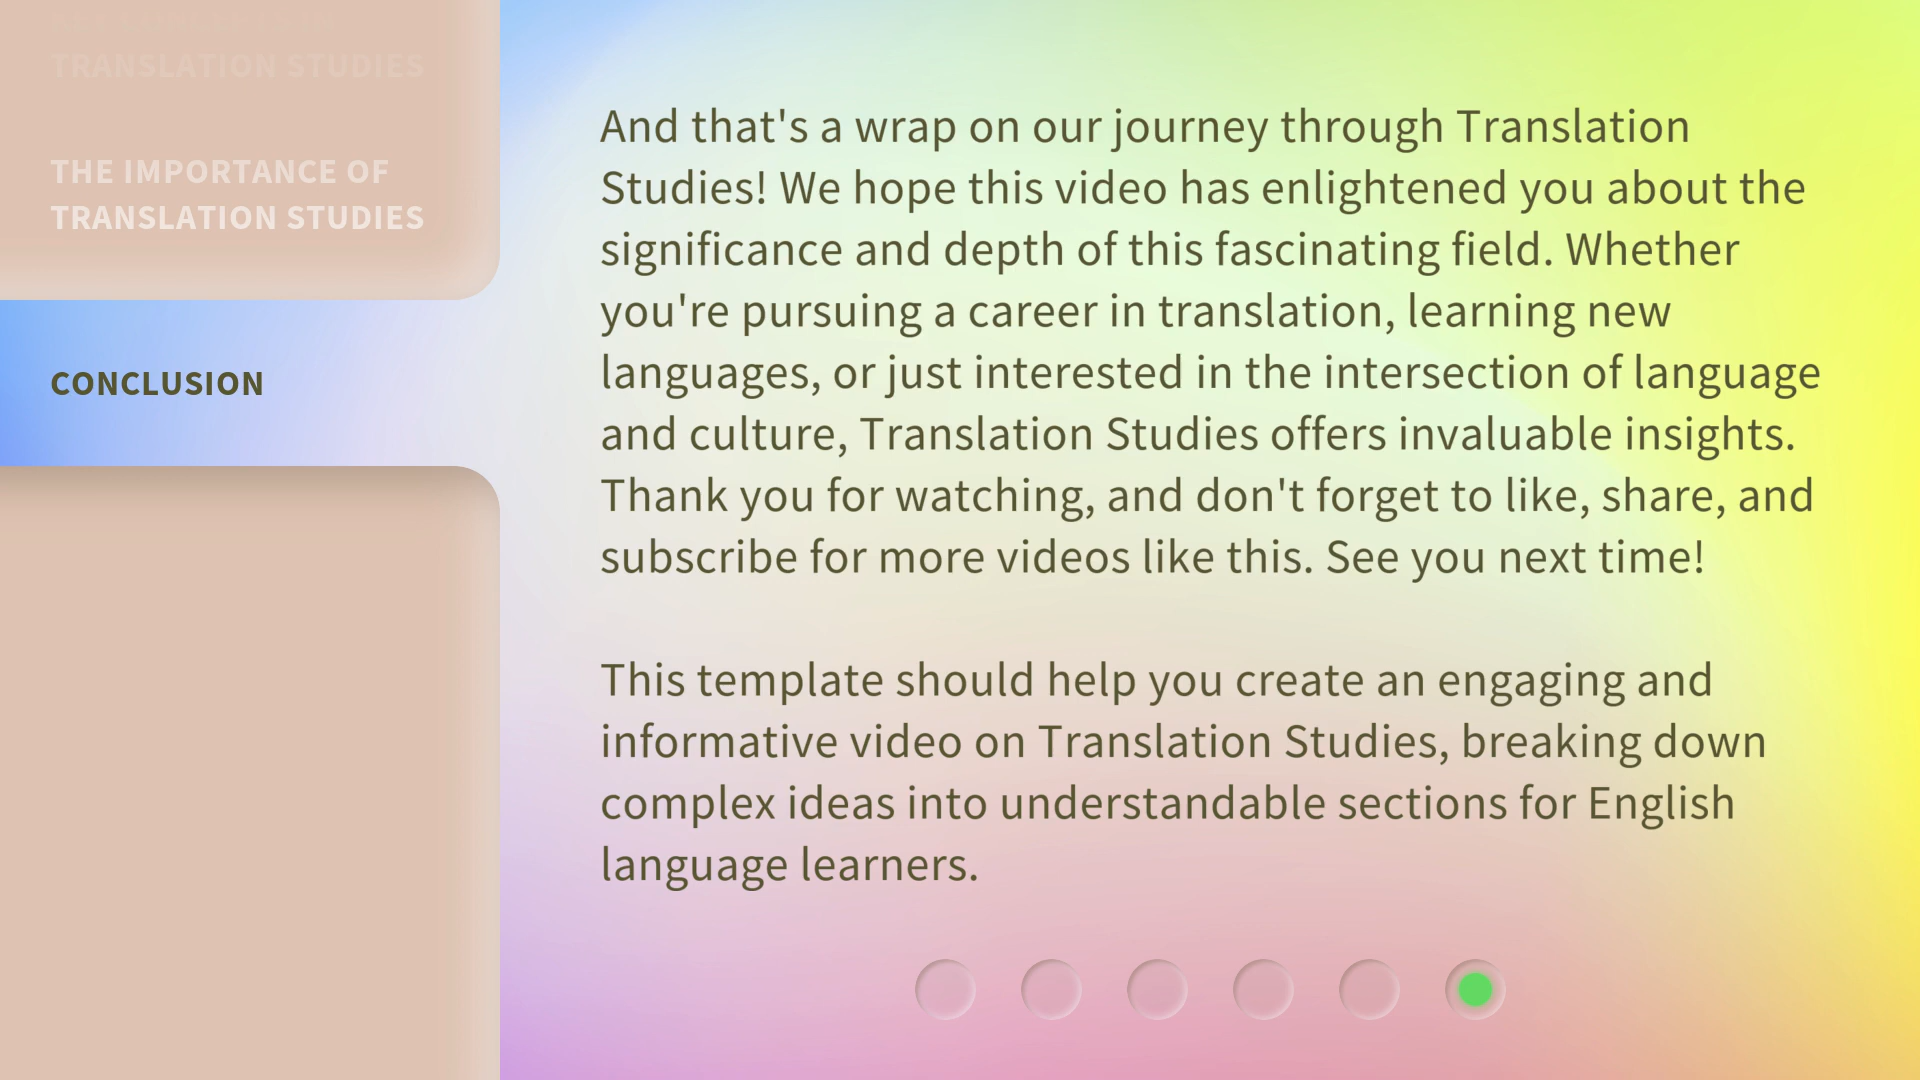 TRANSLATION STUDIES
THE IMPORTANCE OF
TRANSLATION STUDIES
CONCLUSION
And that's a wrap on our journey through Translation
Studies! We hope this video has enlightened you about the
significance and depth of this fascinating field. Whether
you're pursuing a career in translation, learning new
languages, or just interested in the intersection of language
and culture, Translation Studies offers invaluable insights.
Thank you for watching, and don't forget to like, share, and
subscribe for more videos like this. See you next time!
This template should help you create an engaging and
informative video on Translation Studies, breaking down
complex ideas into understandable sections for English
language learners.